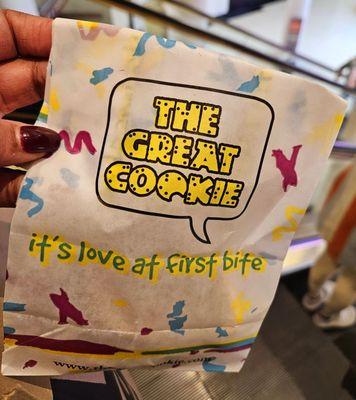 THE
GREAT
COOKIE
it's love at first bite